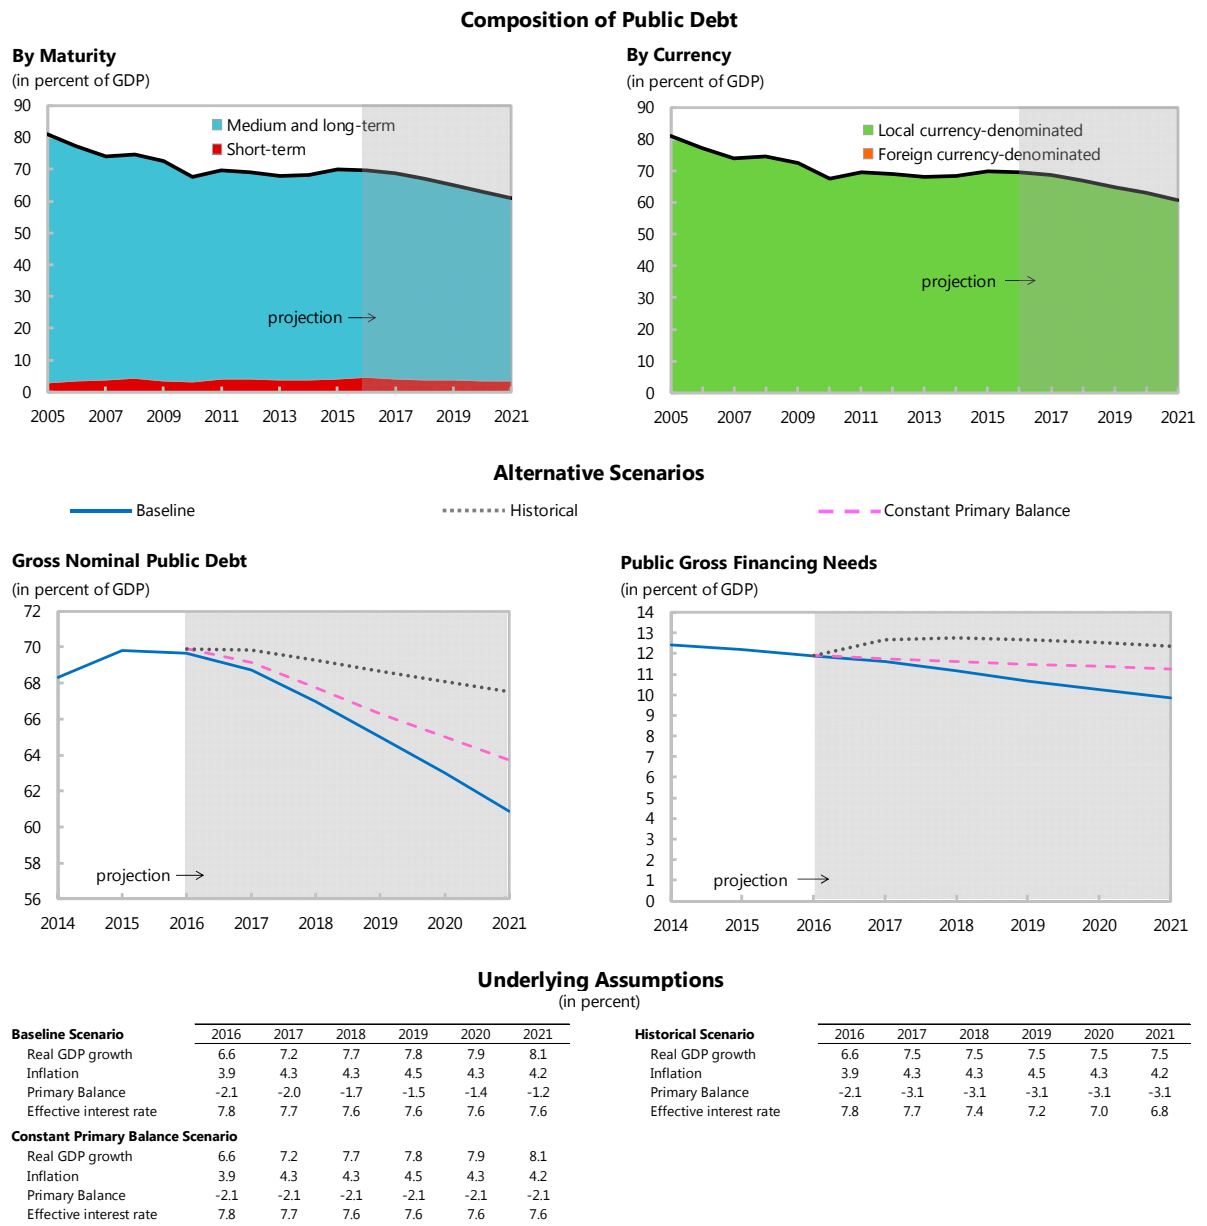 Composition of Public Debt
By Maturity
(in percent of GDP)
90
80
70
60
50
40
30
20
10
0
Medium and long-term
Short-term
projection
2005 2007 2009 2011 2013 2015 2017 2019 2021
By Currency
(in percent of GDP)
90
80
70
60
50
40
30
20
10
0
Local currency-denominated
Foreign currency-denominated
projection
2005 2007 2009 2011 2013 2015 2017 2019 2021
Alternative Scenarios
Baseline Historical Constant Primary Balance
Gross Nominal Public Debt
(in percent of GDP)
72
70
68
66
64
62
60
58
56
projection
2014 2015 2016 2017 2018 2019 2020 2021
Public Gross Financing Needs
(in percent of GDP)
14
13
12
11
10
9
8
7
6
5
4
3
2
1
0
projection
2014 2015 2016 2017 2018 2019 2020 2021
Underlying Assumptions
(in percent)
Baseline Scenario 2016 2017 2018 2019 2020 2021
Real GDP growth 6.6 7.2 7.7 7.8 7.9 8.1
Inflation 3.9 4.3 4.3 4.5 4.3 4.2
Primary Balance -2.1 -2.0 -1.7 -1.5 -1.4 -1.2
Effective interest rate 7.8 7.7 7.6 7.6 7.6 7.6
Constant Primary Balance Scenario
Real GDP growth 6.6 7.2 7.7 7.8 7.9 8.1
Inflation 3.9 4.3 4.3 4.5 4.3 4.2
Primary Balance -2.1 -2.1 -2.1 -2.1 -2.1 -2.1
Effective interest rate 7.8 7.7 7.6 7.6 7.6 7.6
Historical Scenario 2016 2017 2018 2019 2020 2021
Real GDP growth 6.6 7.5 7.5 7.5 7.5 7.5
Inflation 3.9 4.3 4.3 4.5 4.3 4.2
Primary Balance -2.1 -3.1 -3.1 -3.1 -3.1 -3.1
Effective interest rate 7.8 7.7 7.4 7.2 7.0 6.8